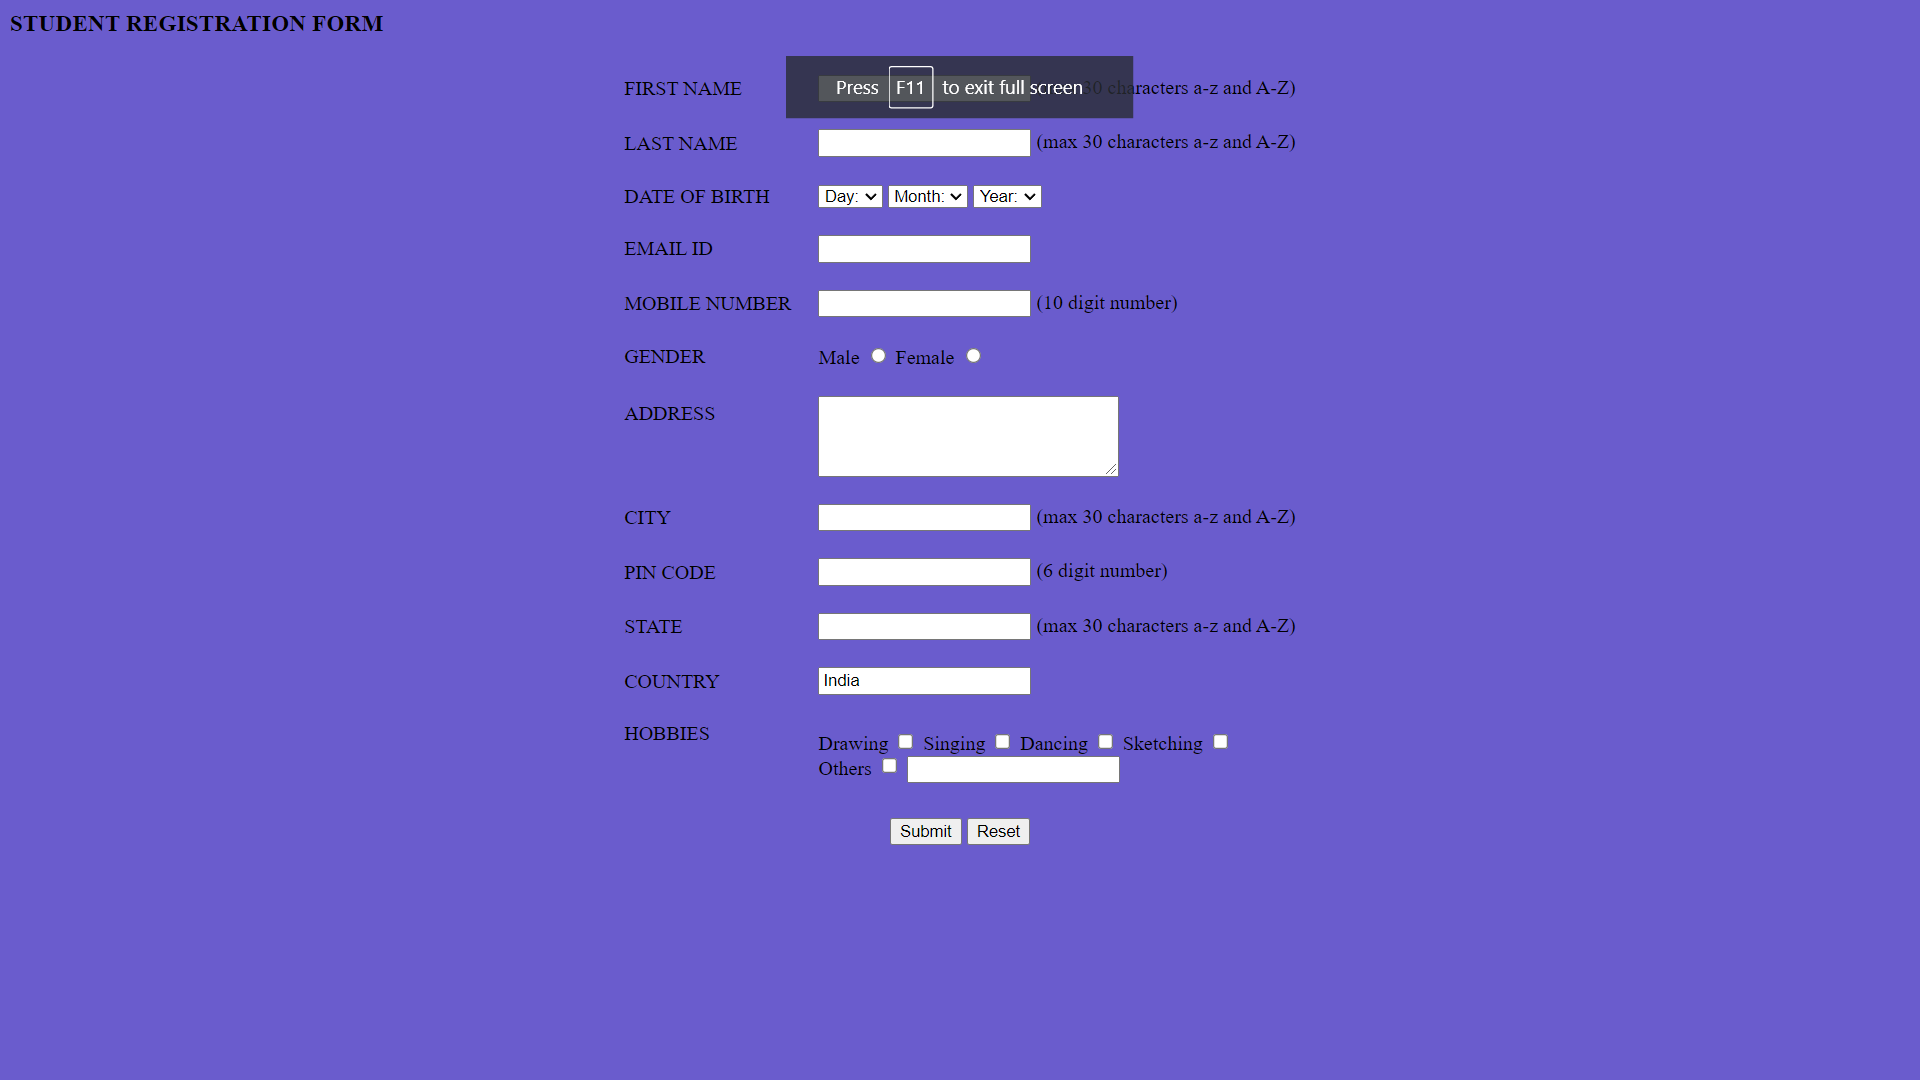 STUDENT REGISTRATION FORM
FIRST NAME Press F11 to exit full screen 30 characters a-z and A-Z)
LAST NAME (max 30 characters a-z and A-Z)
DATE OF BIRTH Day: Month: Year:
EMAIL ID
MOBILE NUMBER (10 digit number)
GENDER Male Female
ADDRESS
CITY (max 30 characters a-z and A-Z)
PIN CODE (6 digit number)
STATE (max 30 characters a-z and A-Z)
COUNTRY India
HOBBIES
Drawing Singing Dancing Sketching
Others
Submit Reset